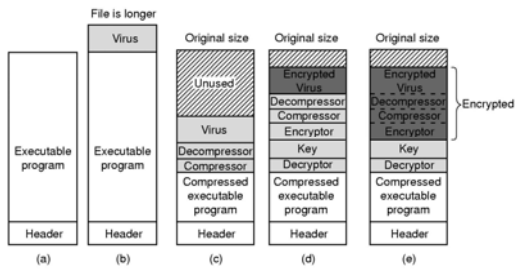 File is longer
Original size
Original size
Original size
Virus
Executable
program
Header
(a)
Executable
program
Header
(b)
Unused
Virus
Decompressor
Compressor
Compressed
executable
program
Header
(c)
Encrypted
Virus
Decompressor
Compressor
Encryptor
Key
Decryptor
Compressed
executable
program
Header
(d)
Encrypted
Virus
Decompressor
Compressor
Encryptor
Key
Decryptor
Compressed
executable
program
Header
(e)
Encrypted